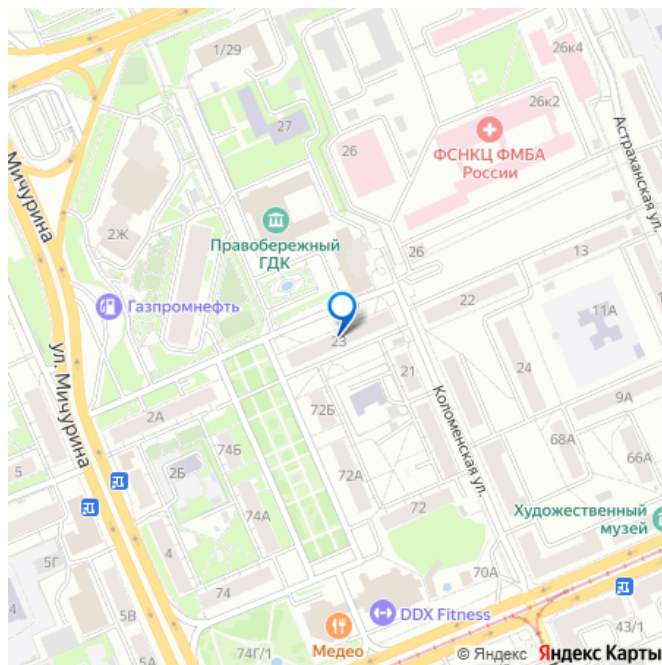 1/29
26к4
26к2
27
26
ФСНКЦ ФМБА
России
Астраханская ул.
Мичурина
2Ж
Правобережный
ГДК
26
13
Газпромнефть
22
11А
23
ул. Мичурина
21
24
Коломенская ул.
9А
2А
72Б
74Б
68А
66А
5
2Б
72А
74А
72
Художественный
музей
5Г
4
4
70А
74
DDX Fitness
5В
Медео
43/1
5А
74Г/1
© Яндекс Яндекс Карты